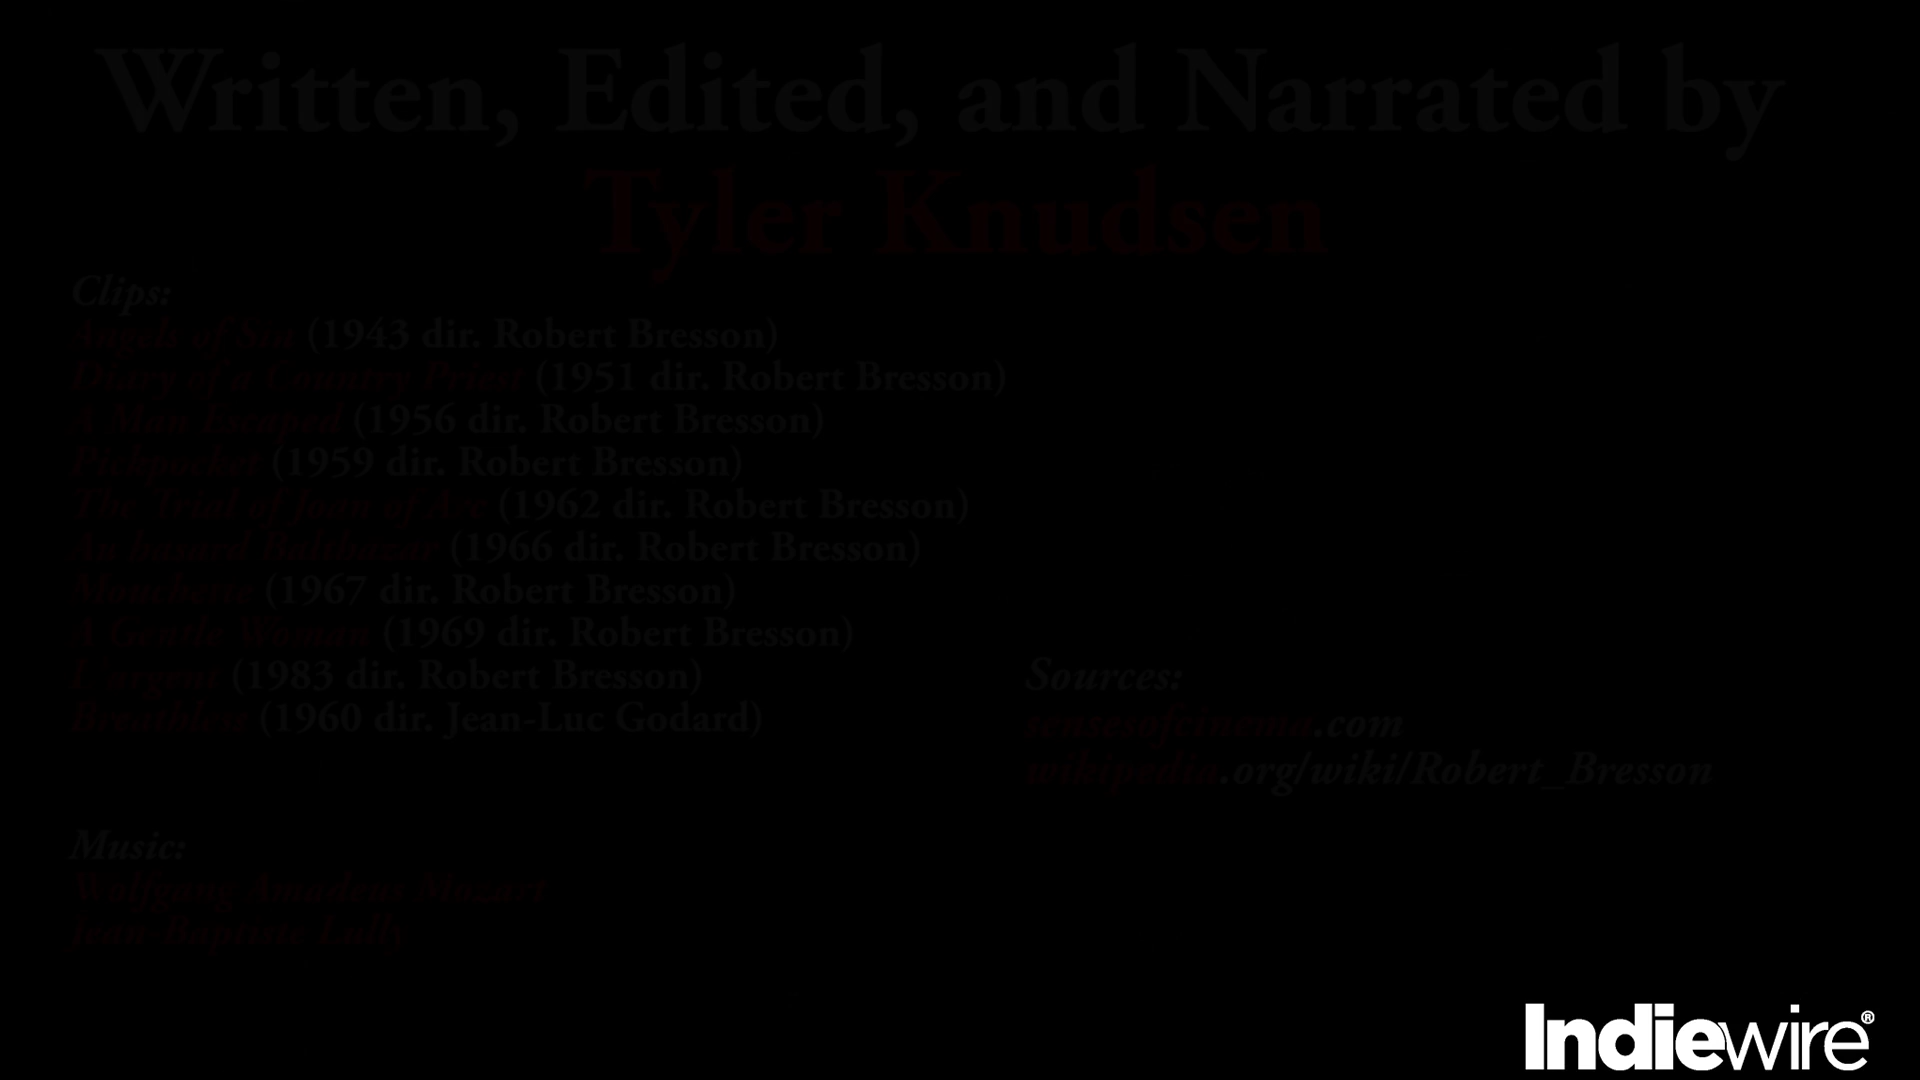 Written, Edited, and Narrated by
Tyler Knudsen
Clips:
Angels of Sin (1943 dir. Robert Bresson)
Diary of a Country Priest (1951 dir. Robert Bresson)
A Man Escaped (1956 dir. Robert Bresson)
Pickpocket (1959 dir. Robert Bresson)
The Trial of Joan of Arc (1962 dir. Robert Bresson)
Au hasard Balthazar (1966 dir. Robert Bresson)
Mouchette (1967 dir. Robert Bresson)
A Gentle Woman (1969 dir. Robert Bresson)
L'argent (1983 dir. Robert Bresson)
Breathless (1960 dir. Jean-Luc Godard)
Sources:
sensesofcinema.com
wikipedia.org/wiki/Robert_Bresson
Music:
Wolfgang Amadeus Mozart
Jean-Baptiste Lully
Indiewire®